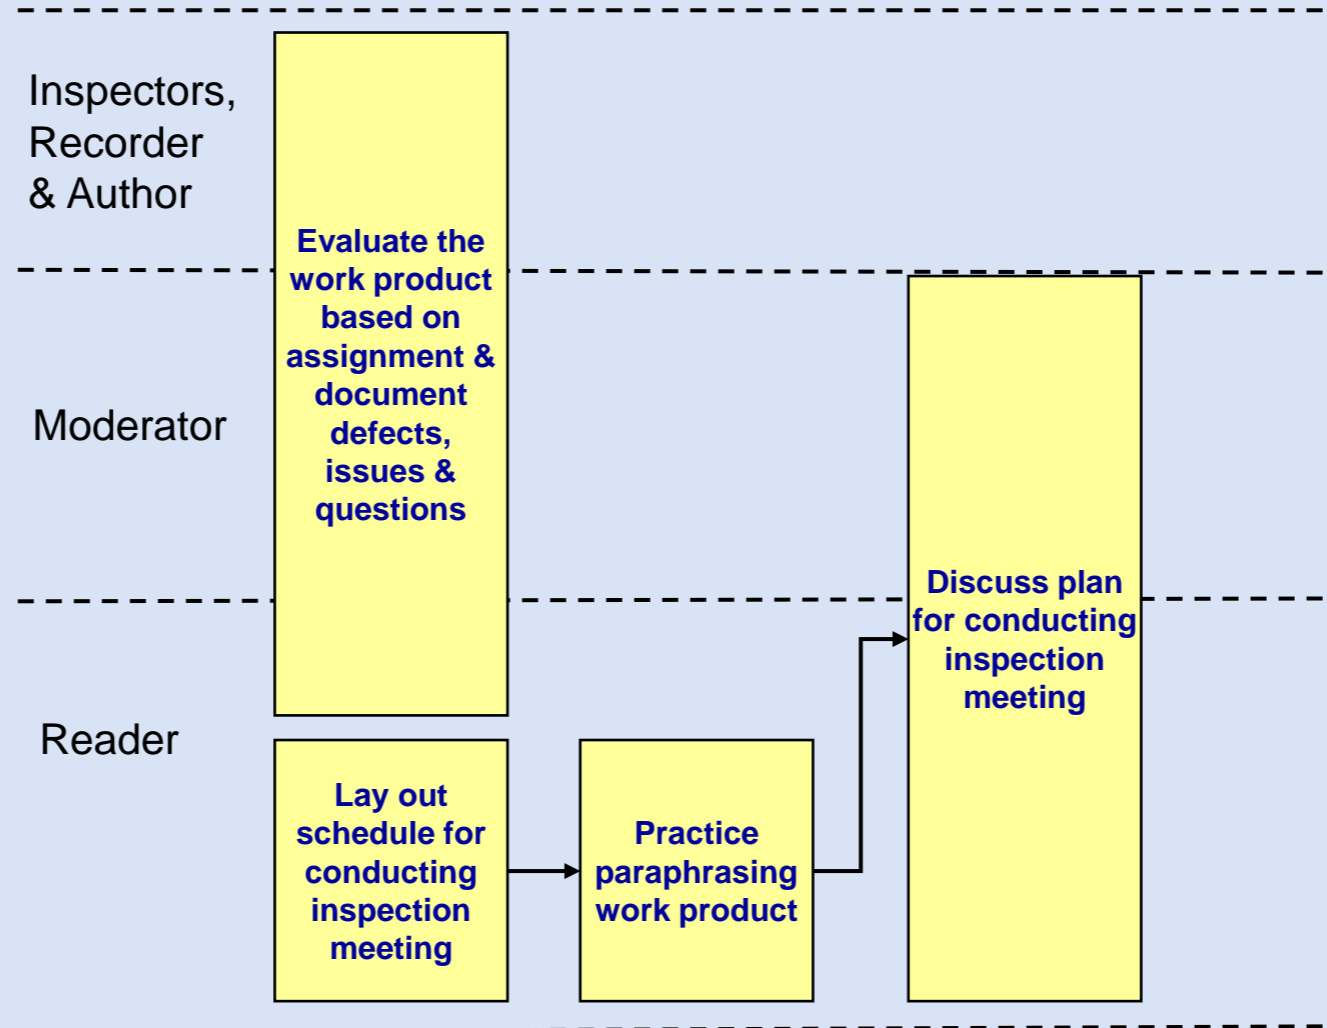 Inspectors,
Recorder
& Author
Evaluate the
work product
based on
assignment &
document
defects,
issues &
questions
Moderator
Discuss plan
for conducting
inspection
meeting
Reader
Lay out
schedule for
conducting
inspection
meeting
Practice
paraphrasing
work product